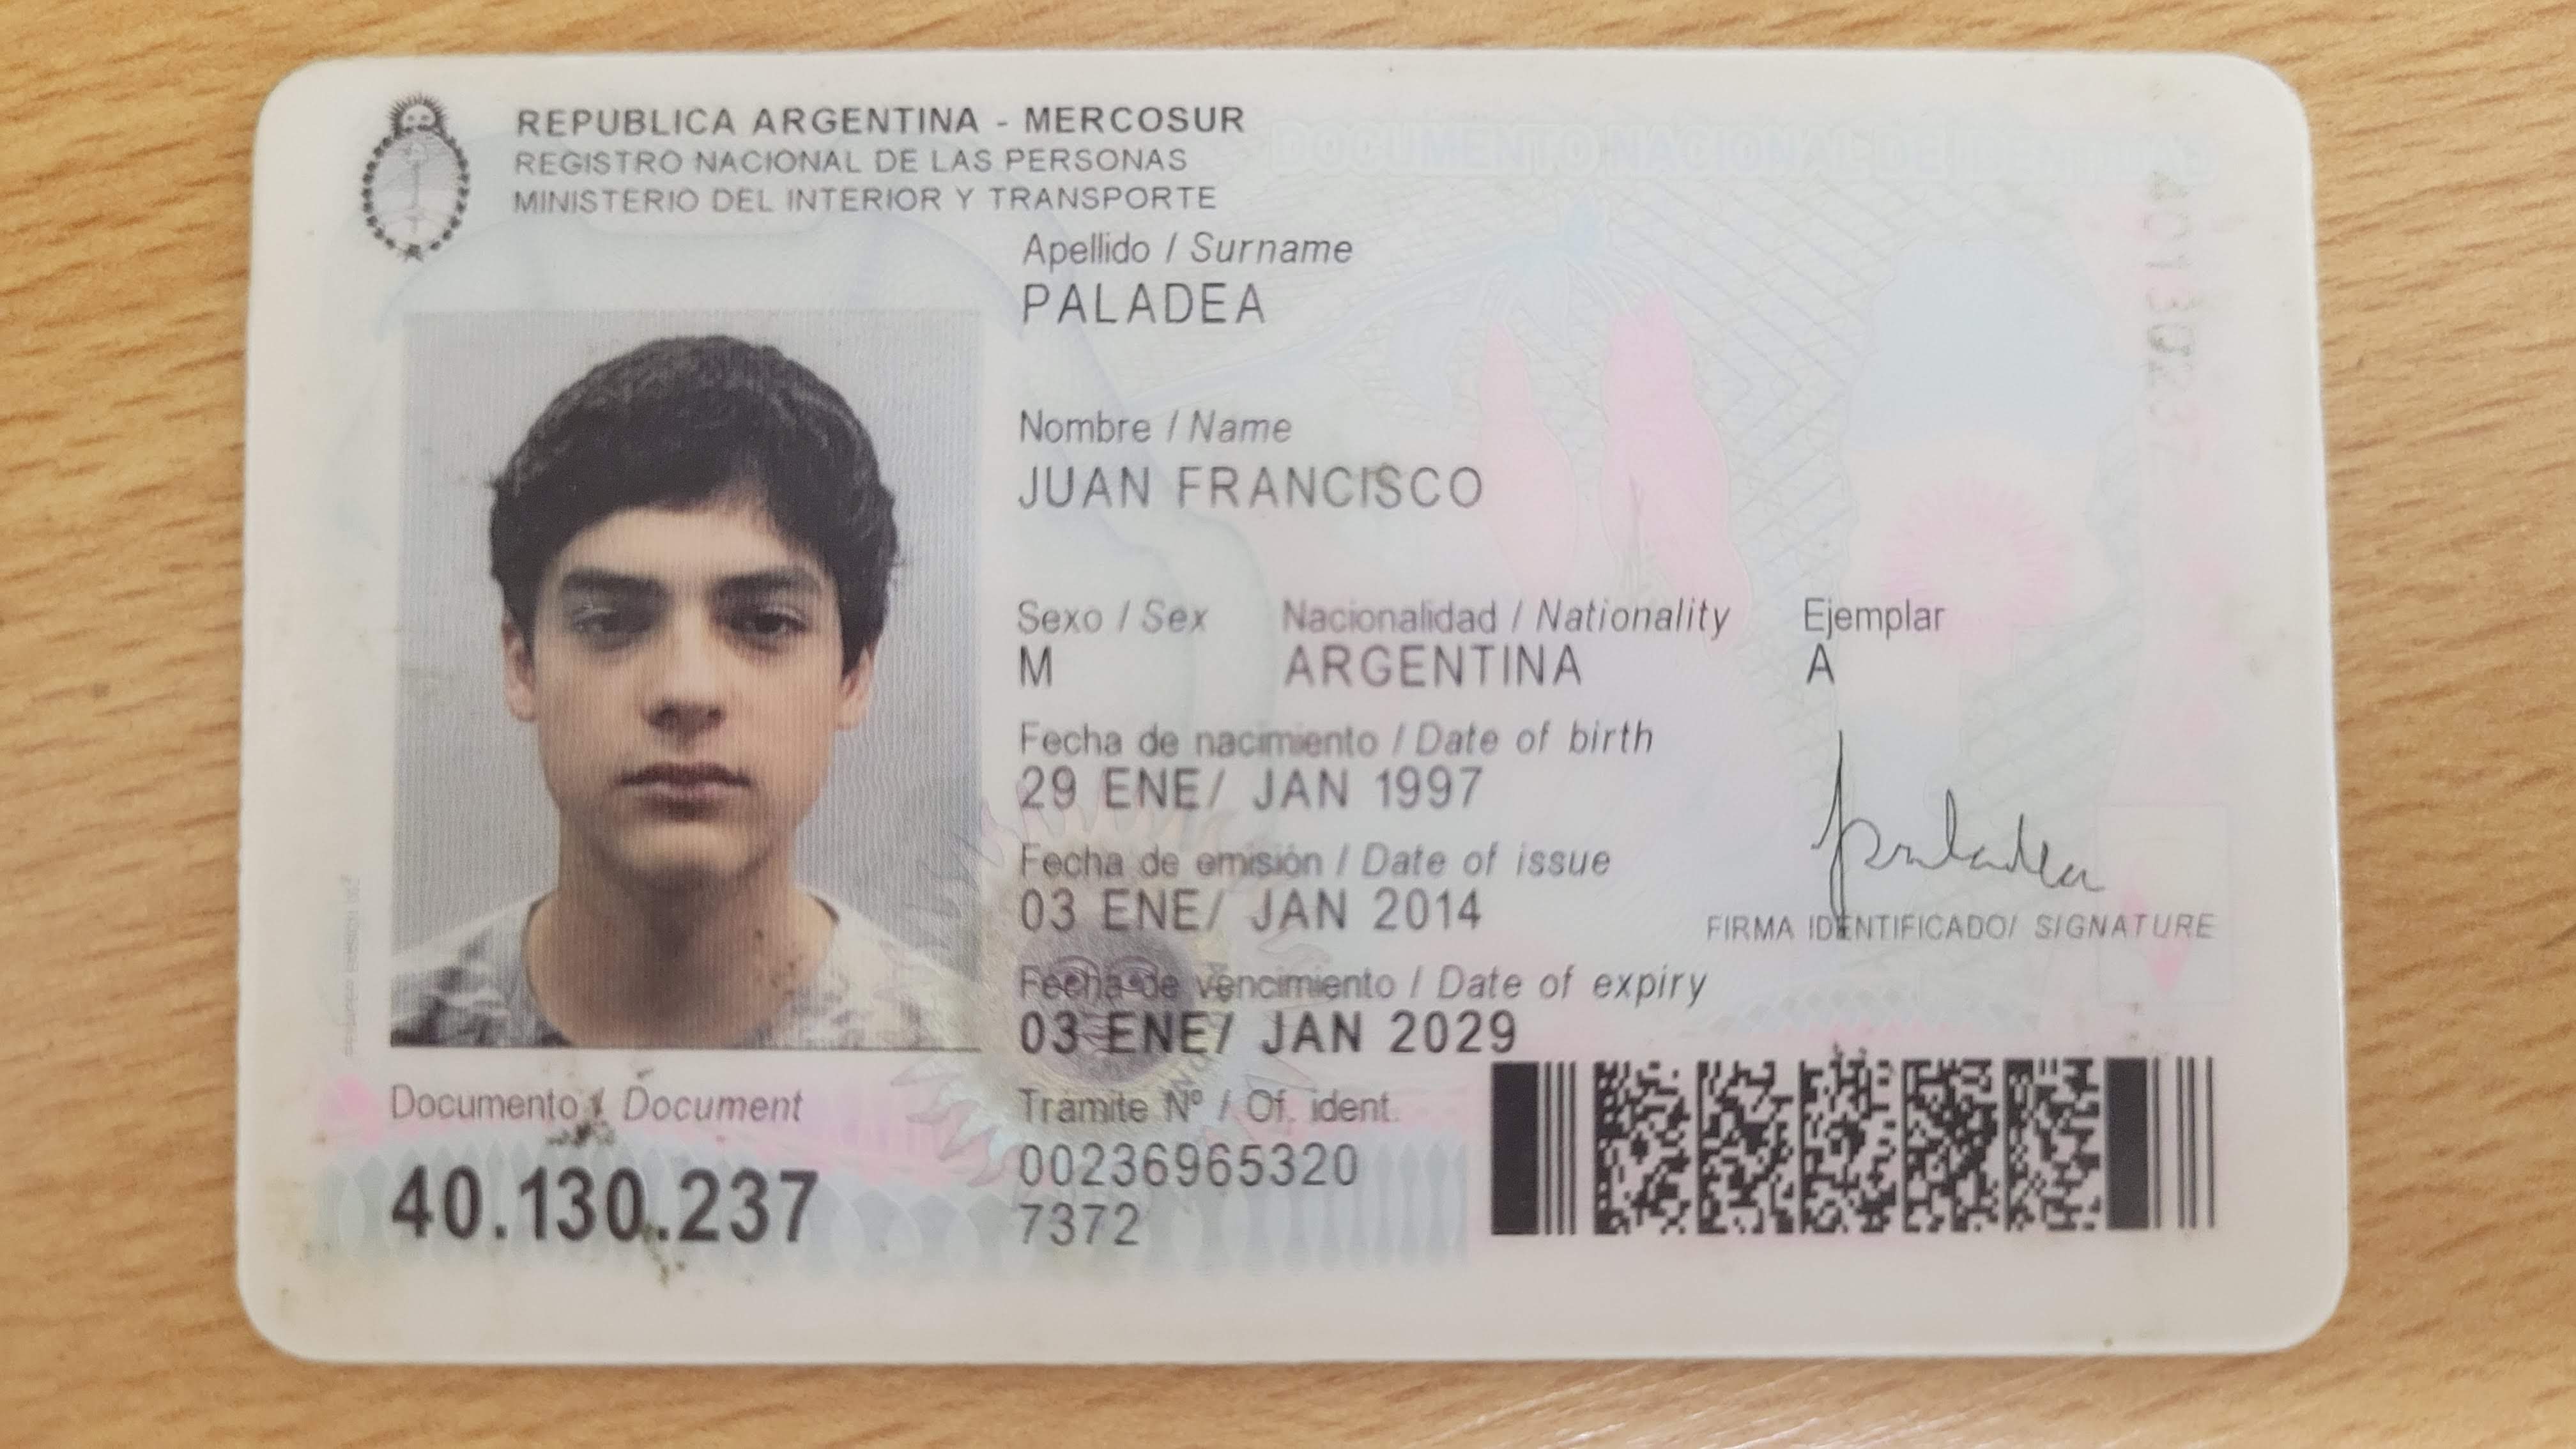 REPUBLICA ARGENTINA - MERCOSUR
REGISTRO NACIONAL DE LAS PERSONAS
MINISTERIO DEL INTERIOR Y TRANSPORTE
Apellido / Surname
PALADEA
Nombre / Name
JUAN FRANCISCO
Sexo / Sex Nacionalidad / Nationality Ejemplar
M ARGENTINA A
Fecha de nacimiento / Date of birth
29 ENE/ JAN 1997
Fecha de emisión / Date of issue
03 ENE/ JAN 2014
Fecha de vencimiento / Date of expiry
03 ENE/ JAN 2029
FIRMA IDENTIFICADO/ SIGNATURE
Documento / Document
40.130.237
Tramite Nº / Of. ident.
00236965320
7372